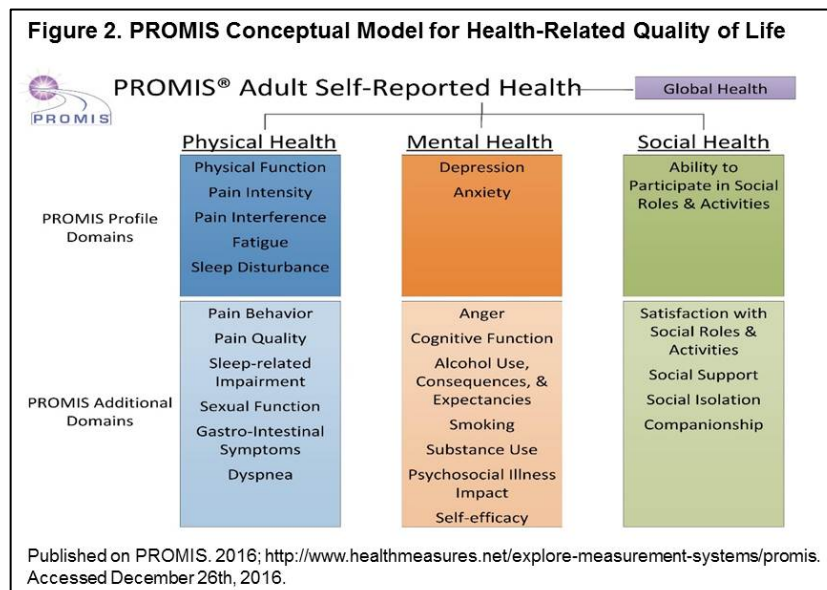 Figure 2. PROMIS Conceptual Model for Health-Related Quality of Life
PROMIS
PROMIS® Adult Self-Reported Health
Global Health
Physical Health
Mental Health
Social Health
PROMIS Profile
Domains
Physical Function
Pain Intensity
Pain Interference
Fatigue
Sleep Disturbance
Depression
Anxiety
Ability to
Participate in Social
Roles & Activities
PROMIS Additional
Domains
Pain Behavior
Pain Quality
Sleep-related
Impairment
Sexual Function
Gastro-Intestinal
Symptoms
Dyspnea
Anger
Cognitive Function
Alcohol Use,
Consequences, &
Expectancies
Smoking
Substance Use
Psychosocial Illness
Impact
Self-efficacy
Satisfaction with
Social Roles &
Activities
Social Support
Social Isolation
Companionship
Published on PROMIS. 2016; http://www.healthmeasures.net/explore-measurement-systems/promis.
Accessed December 26th, 2016.